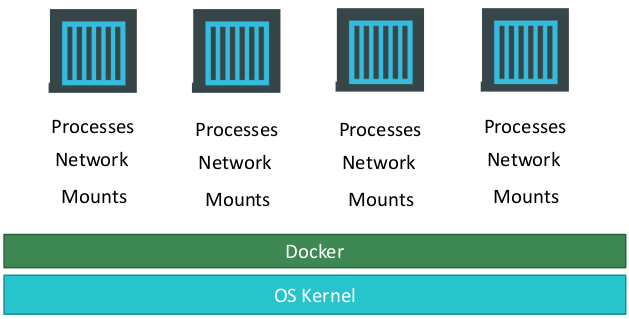 Processes
Network
Mounts
Processes
Network
Mounts
Processes
Network
Mounts
Processes
Network
Mounts
Docker
OS Kernel